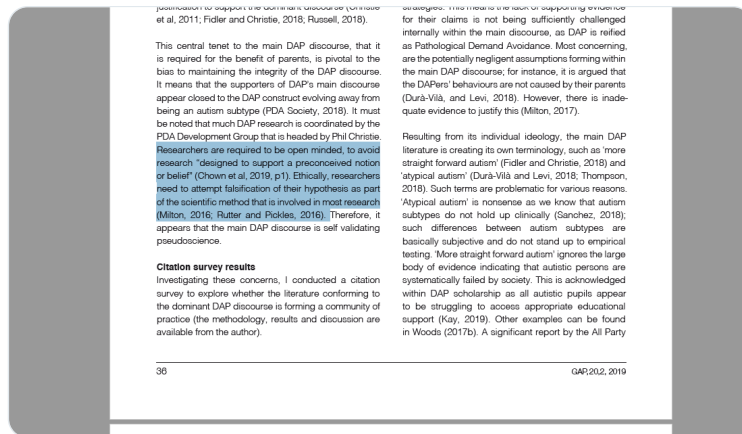 justification to support the dominant discourse (Christie
et al, 2011; Fidler and Christie, 2018; Russell, 2018).
This central tenet to the main DAP discourse, that it
is required for the benefit of parents, is pivotal to the
bias to maintaining the integrity of the DAP discourse.
It means that the supporters of DAP's main discourse
appear closed to the DAP construct evolving away from
being an autism subtype (PDA Society, 2018). It must
be noted that much DAP research is coordinated by the
PDA Development Group that is headed by Phil Christie.
Researchers are required to be open minded, to avoid
research “designed to support a preconceived notion
or belief” (Chown et al, 2019, p1). Ethically, researchers
need to attempt falsification of their hypothesis as part
of the scientific method that is involved in most research
(Milton, 2016; Rutter and Pickles, 2016). Therefore, it
appears that the main DAP discourse is self validating
pseudoscience.
Citation survey results
Investigating these concerns, I conducted a citation
survey to explore whether the literature conforming to
the dominant DAP discourse is forming a community of
practice (the methodology, results and discussion are
available from the author).
strategies. This means the lack of supporting evidence
for their claims is not being sufficiently challenged
internally within the main discourse, as DAP is reified
as Pathological Demand Avoidance. Most concerning,
are the potentially negligent assumptions forming within
the main DAP discourse; for instance, it is argued that
the DAPers' behaviours are not caused by their parents
(Durà-Vilà, and Levi, 2018). However, there is inade-
quate evidence to justify this (Milton, 2017).
Resulting from its individual ideology, the main DAP
literature is creating its own terminology, such as 'more
straight forward autism' (Fidler and Christie, 2018) and
'atypical autism' (Durà-Vilà and Levi, 2018; Thompson,
2018). Such terms are problematic for various reasons.
'Atypical autism' is nonsense as we know that autism
subtypes do not hold up clinically (Sanchez, 2018);
such differences between autism subtypes are
basically subjective and do not stand up to empirical
testing. 'More straight forward autism' ignores the large
body of evidence indicating that autistic persons are
systematically failed by society. This is acknowledged
within DAP scholarship as all autistic pupils appear
to be struggling to access appropriate educational
support (Kay, 2019). Other examples can be found
in Woods (2017b). A significant report by the All Party
36
GAP,20,2, 2019